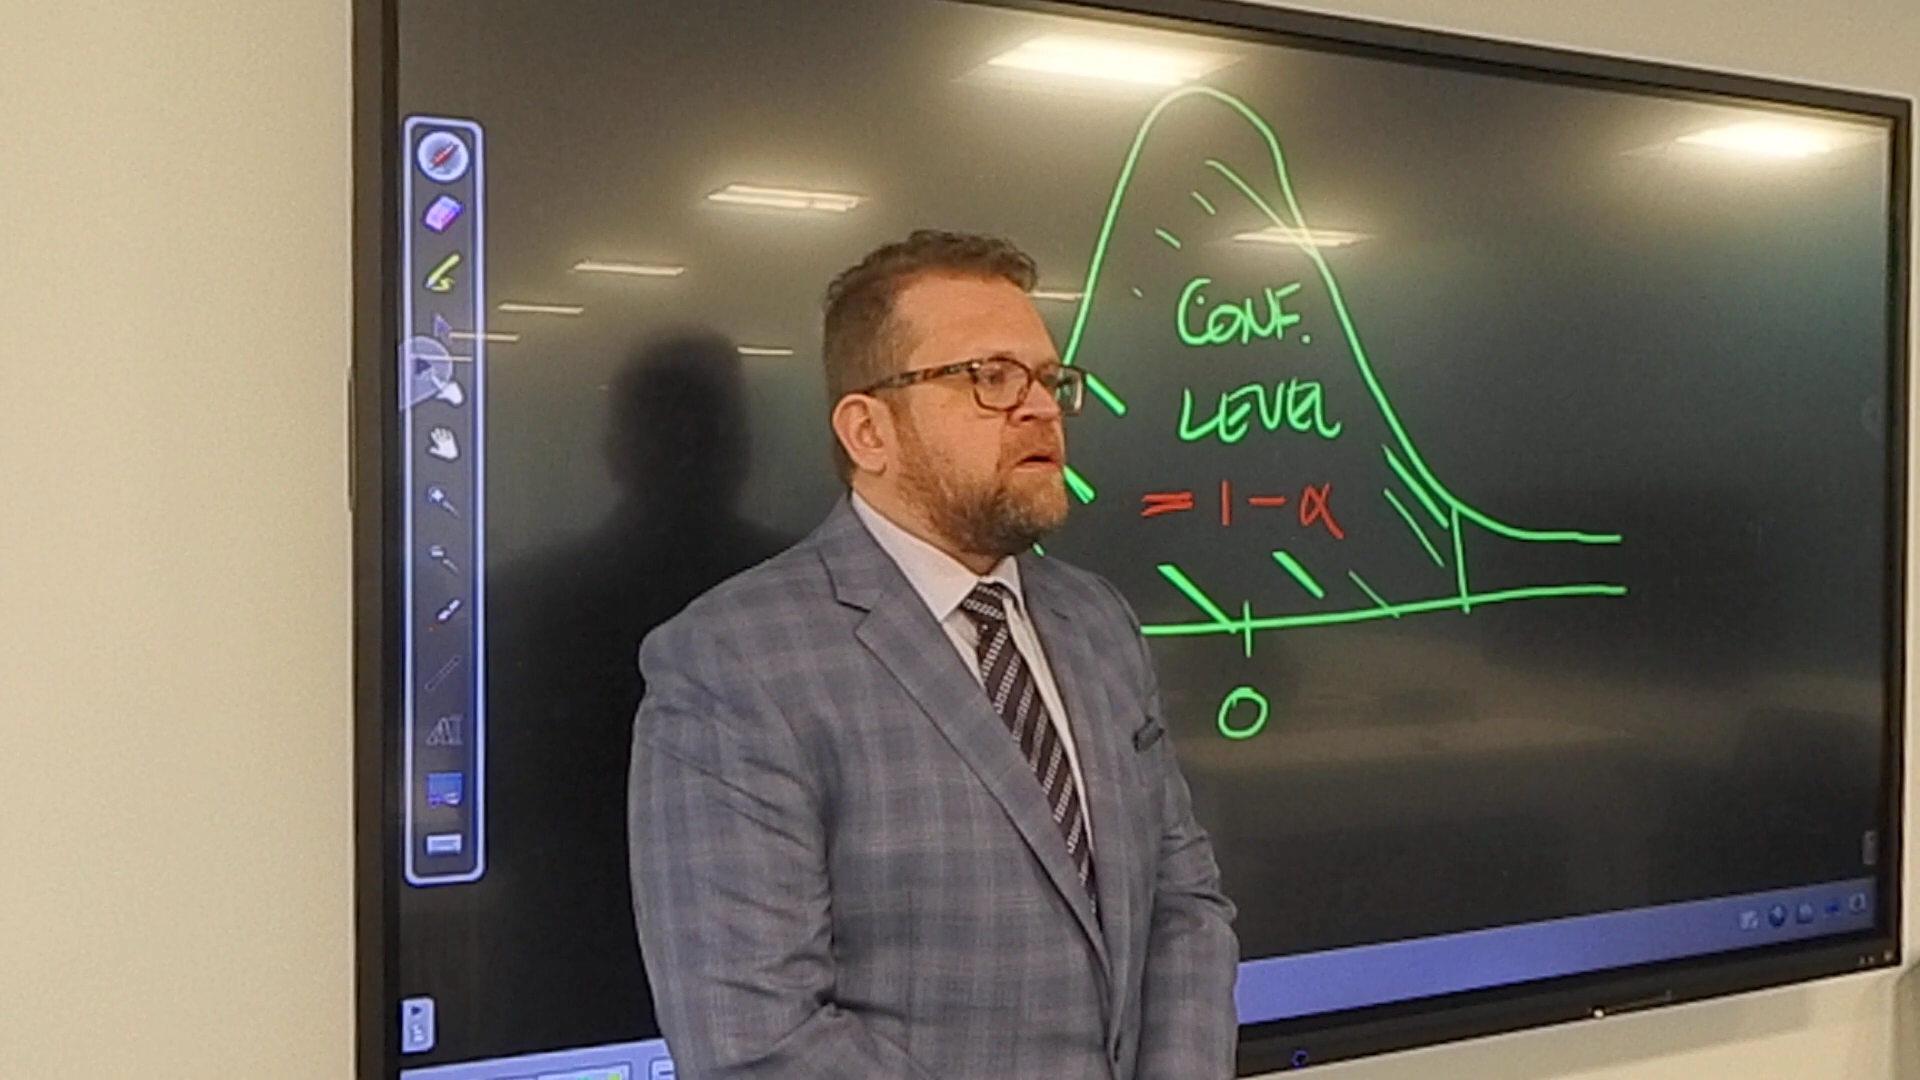 CONF.
LEVEL
= 1 - α
0